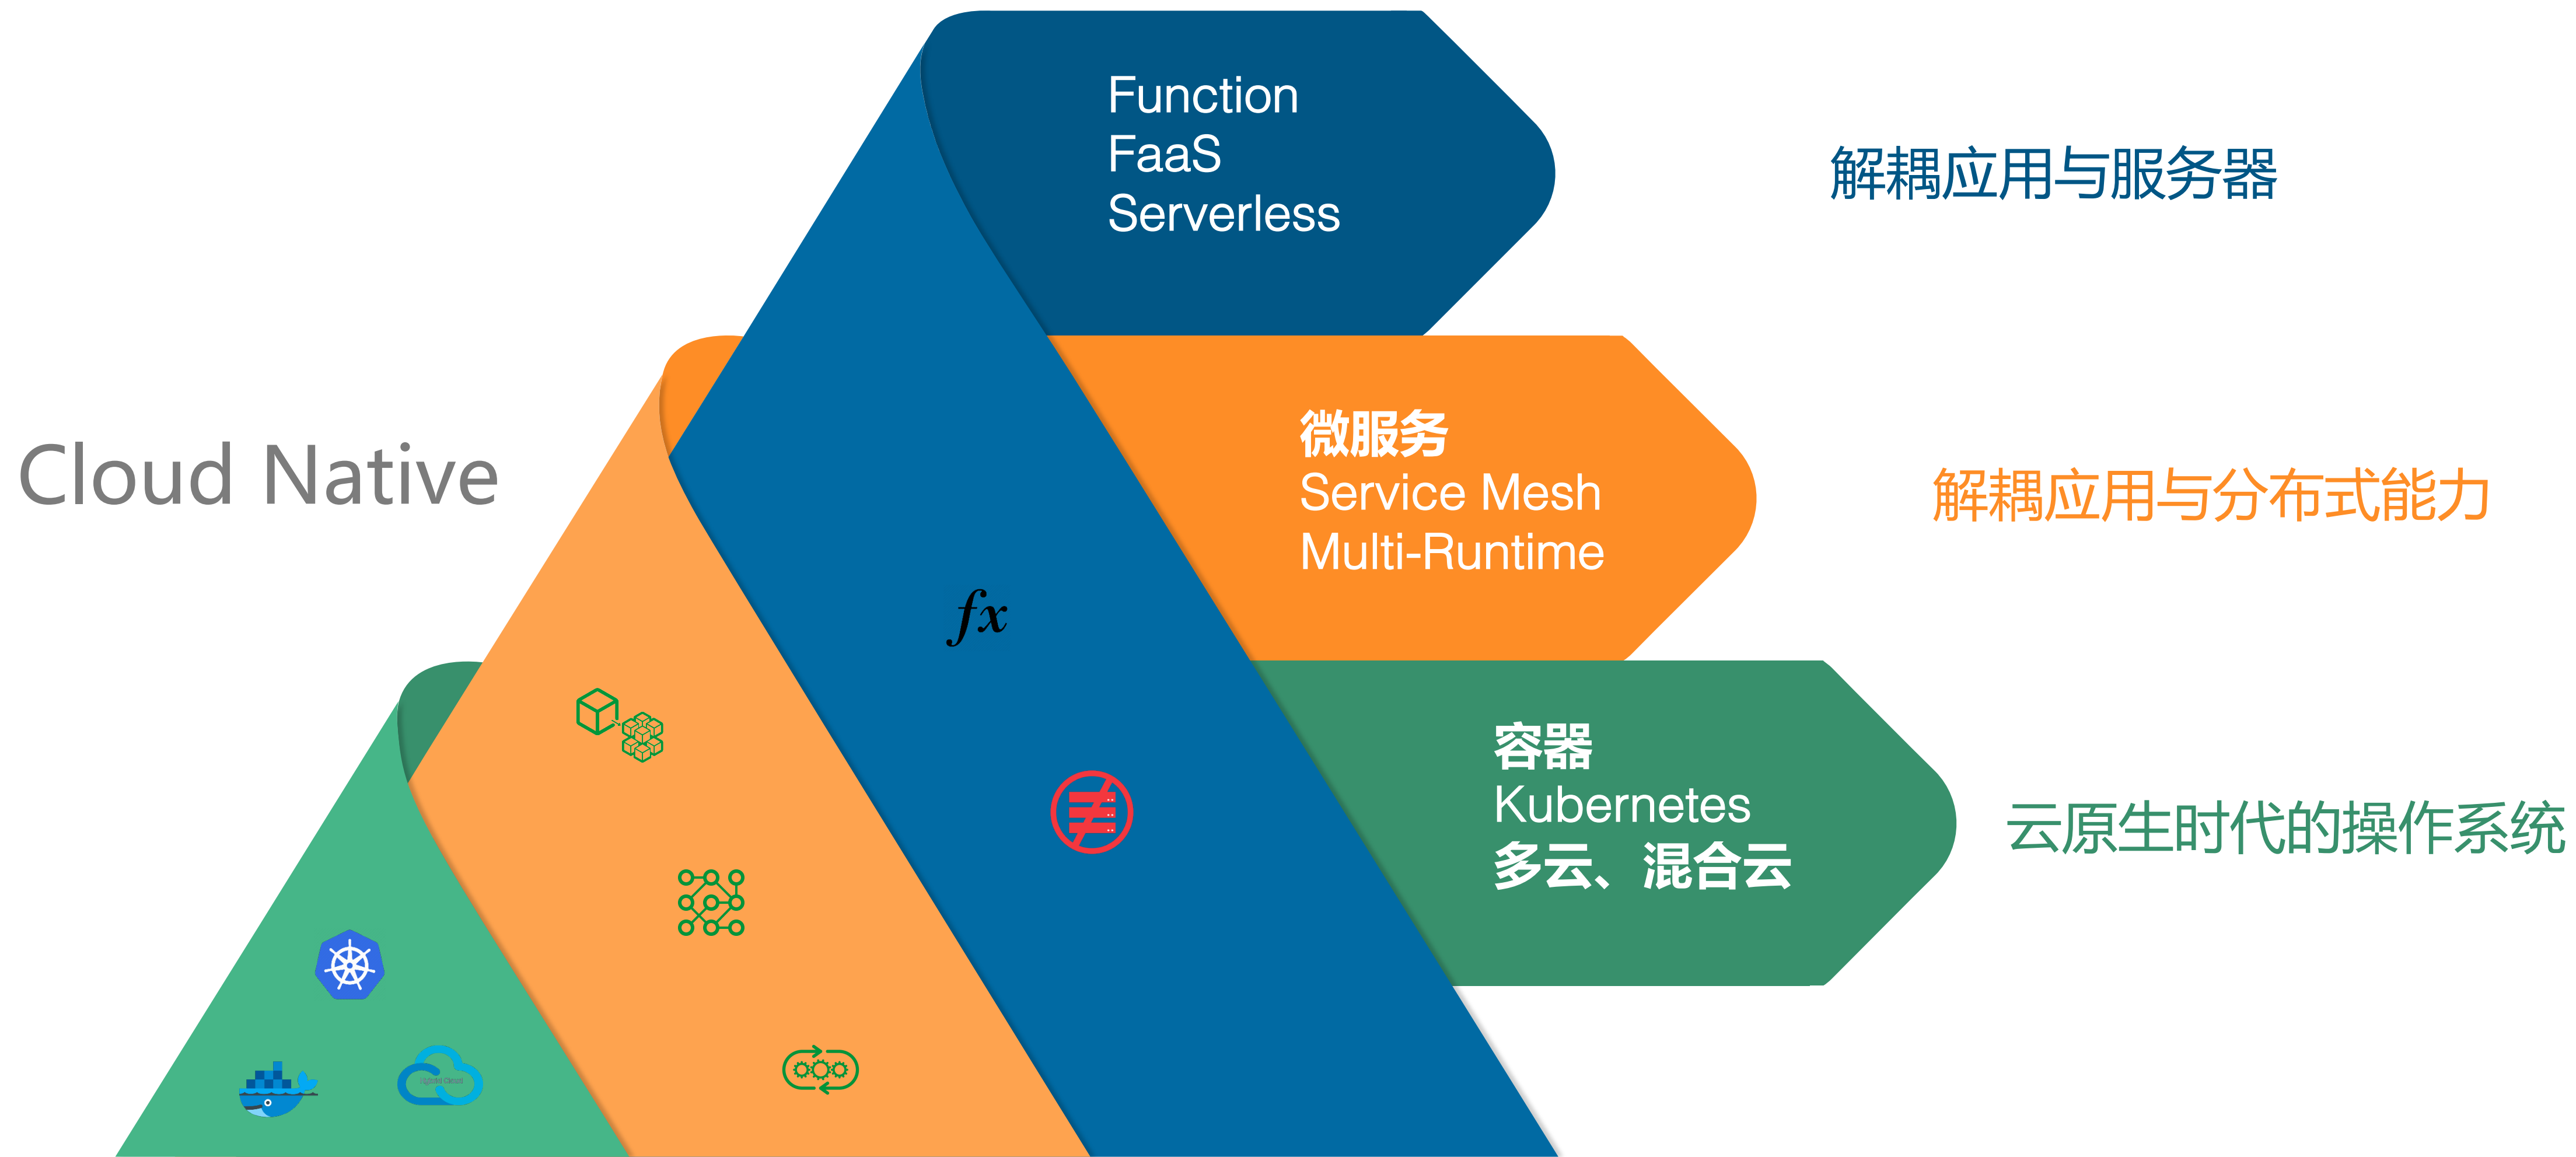 Function
FaaS
Serverless
解耦应用与服务器
Cloud Native
微服务
Service Mesh
Multi-Runtime
解耦应用与分布式能力
fx
容器
Kubernetes
多云、混合云
云原生时代的操作系统